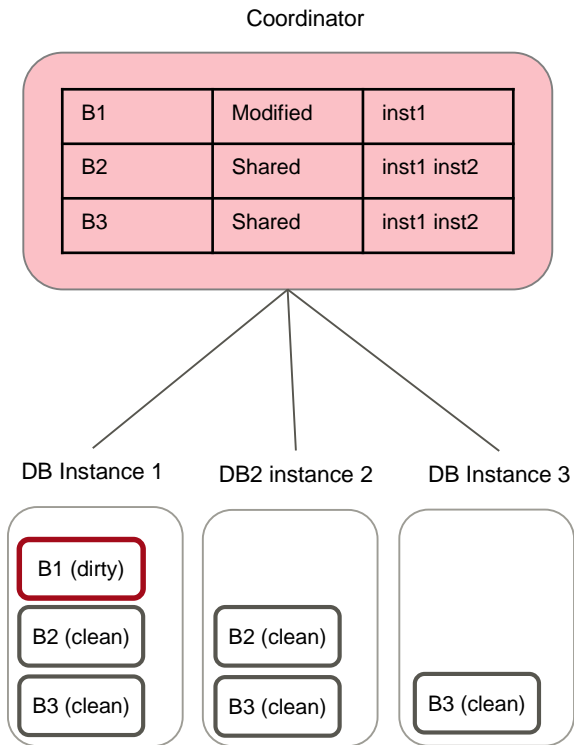 Coordinator
B1 Modified inst1
B2 Shared inst1 inst2
B3 Shared inst1 inst2
DB Instance 1 DB2 instance 2 DB Instance 3
B1 (dirty)
B2 (clean) B2 (clean)
B3 (clean) B3 (clean) B3 (clean)